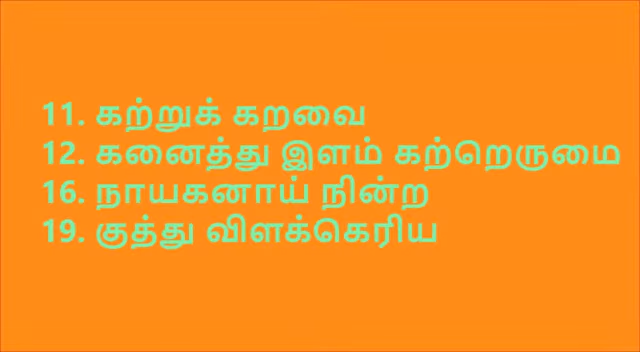 11. கற்றுக் கறவை
12. கனைத்து இளம் கற்றெருமை
16. நாயகனாய் நின்ற
19. குத்து விளக்கெரிய